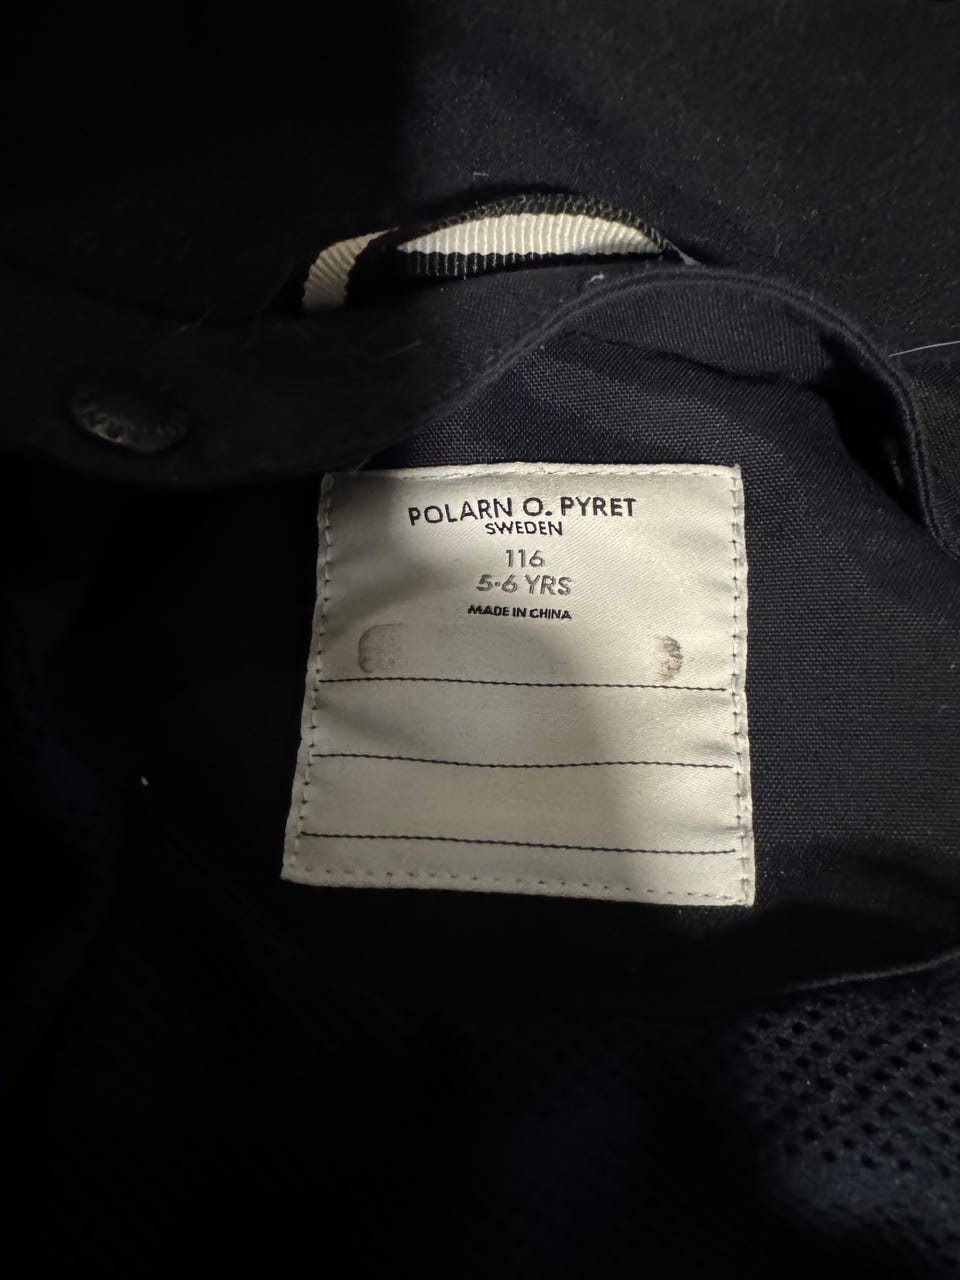 POLARN O. PYRET
SWEDEN
116
5-6 YRS
MADE IN CHINA